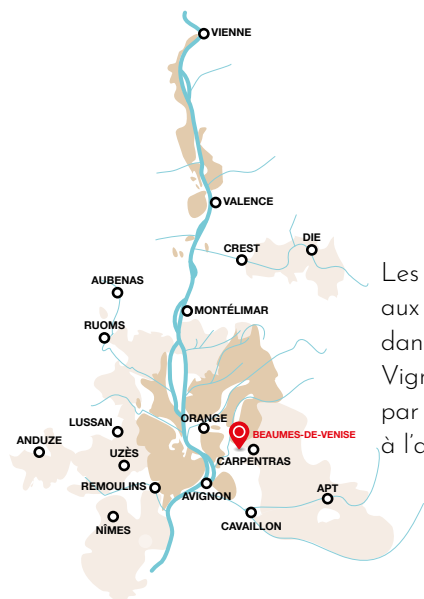 VIENNE
VALENCE
DIE
CREST
AUBENAS
MONTÉLIMAR
RUOMS
LUSSAN
ORANGE
BEAUMES-DE-VENISE
ANDUZE
UZÈS
CARPENTRAS
REMOULINS
AVIGNON
APT
CAVAILLON
NÎMES
Les
aux
dan
Vign
par
à l'a